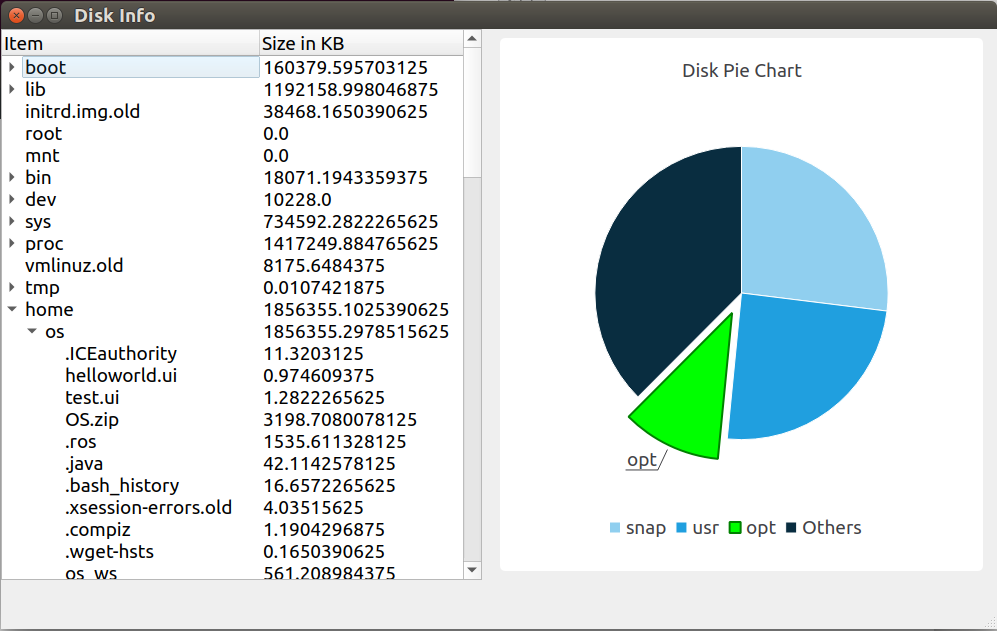 Disk Info
Item Size in KB
boot 160379.595703125
lib 1192158.998046875
initrd.img.old 38468.1650390625
root 0.0
mnt 0.0
bin 18071.1943359375
dev 10228.0
sys 734592.2822265625
proc 1417249.884765625
vmlinuz.old 8175.6484375
tmp 0.0107421875
home 1856355.1025390625
os 1856355.2978515625
.ICEauthority 11.3203125
helloworld.ui 0.974609375
test.ui 1.2822265625
OS.zip 3198.7080078125
.ros 1535.611328125
.java 42.1142578125
.bash_history 16.6572265625
.xsession-errors.old 4.03515625
.compiz 1.1904296875
.wget-hsts 0.1650390625
os_ws 561.208984375
Disk Pie Chart
opt
snap usr opt Others